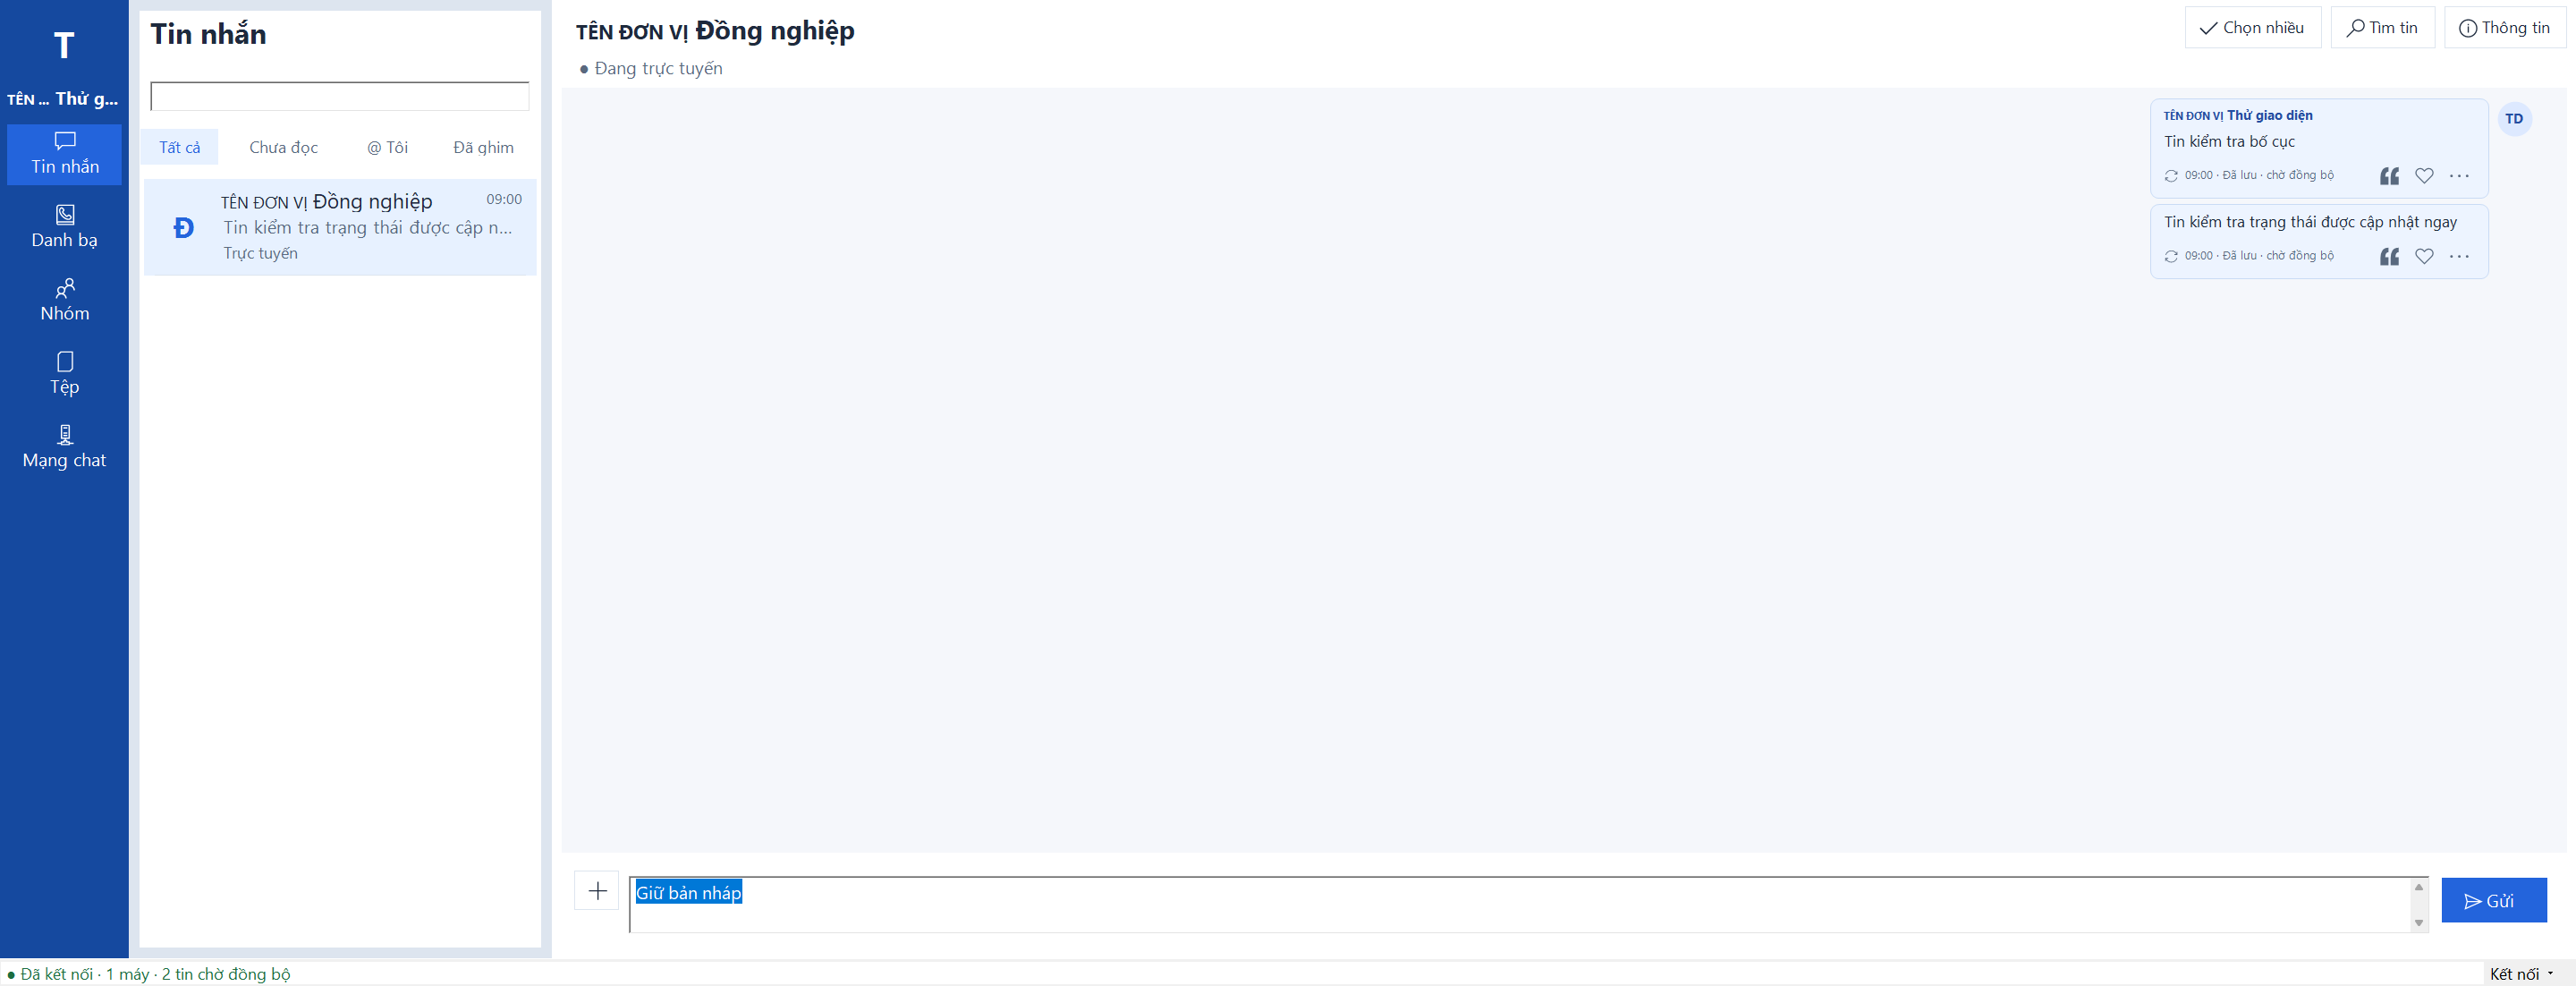 T
TÊN ... Thử g...
Tin nhắn
Danh bạ
Nhóm
Tệp
Mạng chat
Tin nhắn
Tất cả
Chưa đọc
@ Tôi
Đã ghim
Đ
TÊN ĐƠN VỊ Đồng nghiệp
09:00
Tin kiểm tra trạng thái được cập n...
Trực tuyến
TÊN ĐƠN VỊ Đồng nghiệp
● Đang trực tuyến
Chọn nhiều
Tìm tin
Thông tin
TÊN ĐƠN VỊ Thử giao diện
TD
Tin kiểm tra bố cục
09:00 · Đã lưu · chờ đồng bộ
Tin kiểm tra trạng thái được cập nhật ngay
09:00 · Đã lưu · chờ đồng bộ
Giữ bản nháp
Gửi
● Đã kết nối · 1 máy · 2 tin chờ đồng bộ
Kết nối